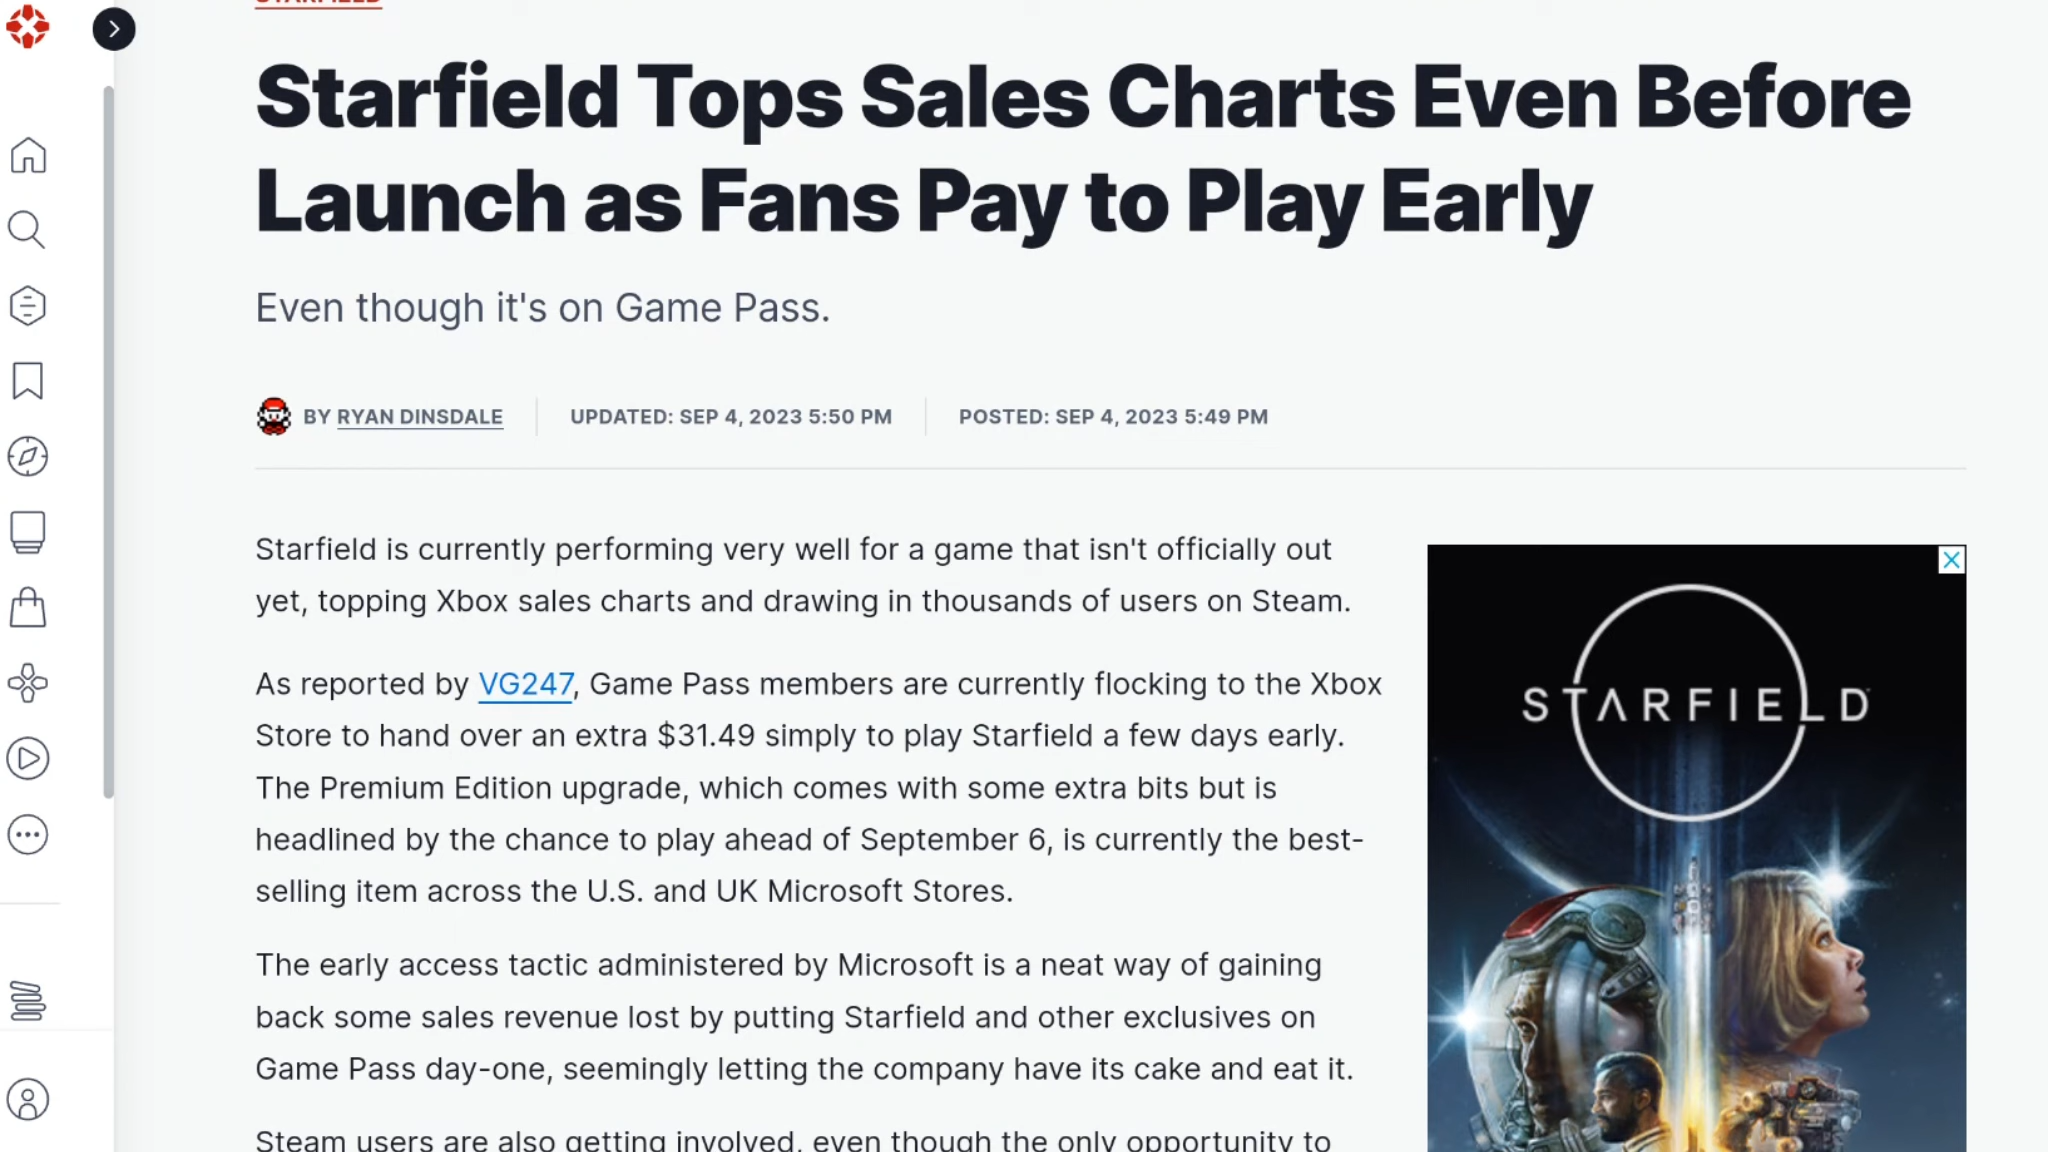 STARFIELD
Starfield Tops Sales Charts Even Before
Launch as Fans Pay to Play Early
Even though it's on Game Pass.
BY RYAN DINSDALE
UPDATED: SEP 4, 2023 5:50 PM
POSTED: SEP 4, 2023 5:49 PM
Starfield is currently performing very well for a game that isn't officially out
yet, topping Xbox sales charts and drawing in thousands of users on Steam.
As reported by VG247, Game Pass members are currently flocking to the Xbox
Store to hand over an extra $31.49 simply to play Starfield a few days early.
The Premium Edition upgrade, which comes with some extra bits but is
headlined by the chance to play ahead of September 6, is currently the best-
selling item across the U.S. and UK Microsoft Stores.
The early access tactic administered by Microsoft is a neat way of gaining
back some sales revenue lost by putting Starfield and other exclusives on
Game Pass day-one, seemingly letting the company have its cake and eat it.
Steam users are also getting involved, even though the only opportunity to
STARFIELD